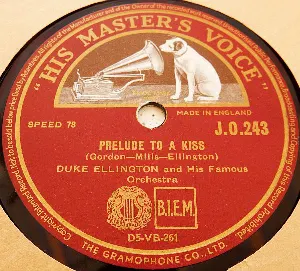 "HIS MASTER'S VOICE"
MADE IN ENGLAND
SPEED 78
J.O.243
PRELUDE TO A KISS
(Gordon—Mills—Ellington)
DUKE ELLINGTON and His Famous
Orchestra
B.I.E.M.
D5-VB-261
THE GRAMOPHONE CO., LTD.